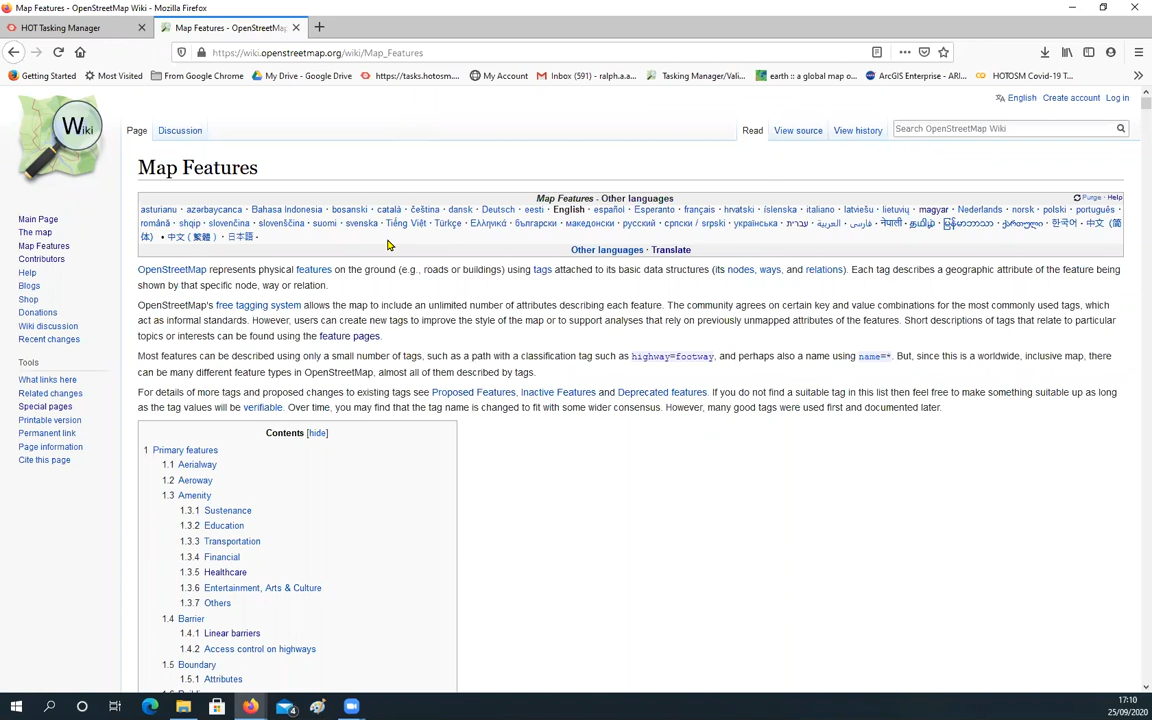 Map Features - OpenStreetMap Wiki - Mozilla Firefox
HOT Tasking Manager
Map Features - OpenStreetMap
https://wiki.openstreetmap.org/wiki/Map_Features
Getting Started Most Visited From Google Chrome My Drive - Google Drive https://tasks.hotosm.... My Account Inbox (591) - ralph.a.a... Tasking Manager/Vali... earth :: a global map o... ArcGIS Enterprise - ARI... HOTOSM Covid-19 T...
English Create account Log in
Wiki
Page Discussion Read View source View history Search OpenStreetMap Wiki
Map Features
Map Features - Other languages Purge · Help
asturianu · azərbaycanca · Bahasa Indonesia · bosanski · català · čeština · dansk · Deutsch · eesti · English · español · Esperanto · français · hrvatski · íslenska · italiano · latviešu · lietuvių · magyar · Nederlands · norsk · polski · português ·
română · shqip · slovenčina · slovenščina · suomi · svenska · Tiếng Việt · Türkçe · Ελληνικά · български · македонски · русский · српски / srpski · українська · עברית · العربية · فارسی · नेपाली · தமிழ் · မြန်မာဘာသာ · ქართული · 한국어 · 中文 (简
体) · 中文 (繁體) · 日本語 ·
Other languages · Translate
OpenStreetMap represents physical features on the ground (e.g., roads or buildings) using tags attached to its basic data structures (its nodes, ways, and relations). Each tag describes a geographic attribute of the feature being
shown by that specific node, way or relation.
OpenStreetMap's free tagging system allows the map to include an unlimited number of attributes describing each feature. The community agrees on certain key and value combinations for the most commonly used tags, which
act as informal standards. However, users can create new tags to improve the style of the map or to support analyses that rely on previously unmapped attributes of the features. Short descriptions of tags that relate to particular
topics or interests can be found using the feature pages.
Most features can be described using only a small number of tags, such as a path with a classification tag such as highway=footway, and perhaps also a name using name=*. But, since this is a worldwide, inclusive map, there
can be many different feature types in OpenStreetMap, almost all of them described by tags.
For details of more tags and proposed changes to existing tags see Proposed Features, Inactive Features and Deprecated features. If you do not find a suitable tag in this list then feel free to make something suitable up as long
as the tag values will be verifiable. Over time, you may find that the tag name is changed to fit with some wider consensus. However, many good tags were used first and documented later.
Main Page
The map
Map Features
Contributors
Help
Blogs
Shop
Donations
Wiki discussion
Recent changes
Tools
What links here
Related changes
Special pages
Printable version
Permanent link
Page information
Cite this page
Contents [hide]
1 Primary features
1.1 Aerialway
1.2 Aeroway
1.3 Amenity
1.3.1 Sustenance
1.3.2 Education
1.3.3 Transportation
1.3.4 Financial
1.3.5 Healthcare
1.3.6 Entertainment, Arts & Culture
1.3.7 Others
1.4 Barrier
1.4.1 Linear barriers
1.4.2 Access control on highways
1.5 Boundary
1.5.1 Attributes
4
17:10
25/09/2020